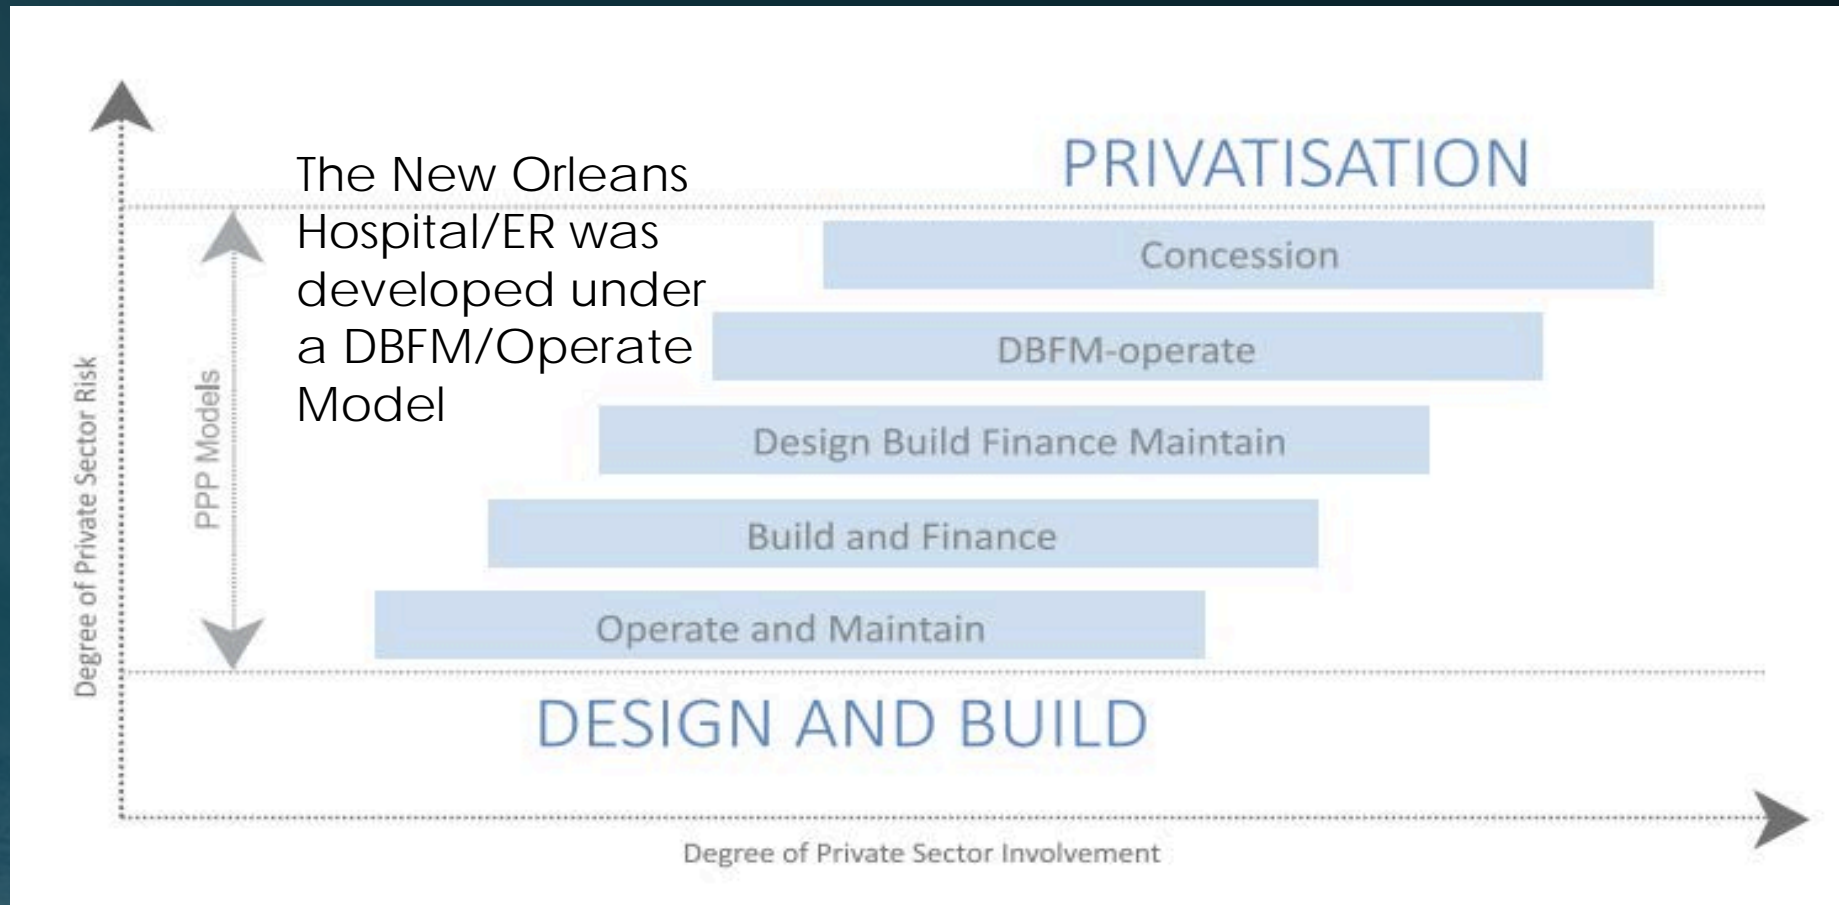 The New Orleans
Hospital/ER was
developed under
a DBFM/Operate
Model
PRIVATISATION
Concession
DBFM-operate
Design Build Finance Maintain
Build and Finance
Operate and Maintain
DESIGN AND BUILD
PPP Models
Degree of Private Sector Risk
Degree of Private Sector Involvement